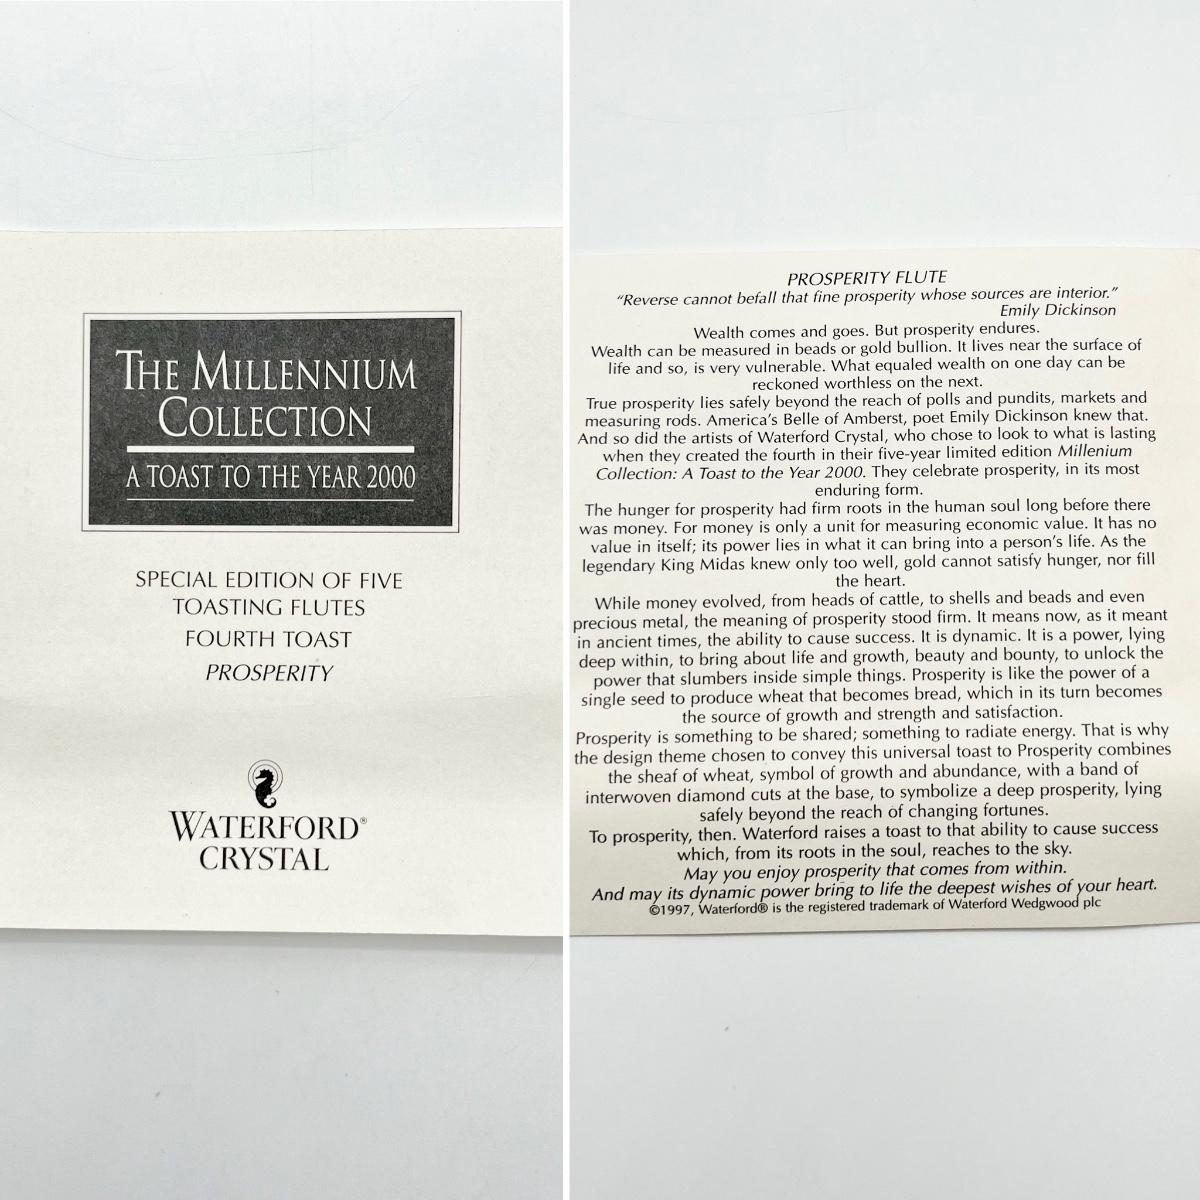 THE MILLENNIUM
COLLECTION
A TOAST TO THE YEAR 2000
SPECIAL EDITION OF FIVE
TOASTING FLUTES
FOURTH TOAST
PROSPERITY
WATERFORD®
CRYSTAL
PROSPERITY FLUTE
"Reverse cannot befall that fine prosperity whose sources are interior."
Emily Dickinson
Wealth comes and goes. But prosperity endures.
Wealth can be measured in beads or gold bullion. It lives near the surface of
life and so, is very vulnerable. What equaled wealth on one day can be
reckoned worthless on the next.
True prosperity lies safely beyond the reach of polls and pundits, markets and
measuring rods. America's Belle of Amberst, poet Emily Dickinson knew that.
And so did the artists of Waterford Crystal, who chose to look to what is lasting
when they created the fourth in their five-year limited edition Millenium
Collection: A Toast to the Year 2000. They celebrate prosperity, in its most
enduring form.
The hunger for prosperity had firm roots in the human soul long before there
was money. For money is only a unit for measuring economic value. It has no
value in itself; its power lies in what it can bring into a person's life. As the
legendary King Midas knew only too well, gold cannot satisfy hunger, nor fill
the heart.
While money evolved, from heads of cattle, to shells and beads and even
precious metal, the meaning of prosperity stood firm. It means now, as it meant
in ancient times, the ability to cause success. It is dynamic. It is a power, lying
deep within, to bring about life and growth, beauty and bounty, to unlock the
power that slumbers inside simple things. Prosperity is like the power of a
single seed to produce wheat that becomes bread, which in its turn becomes
the source of growth and strength and satisfaction.
Prosperity is something to be shared; something to radiate energy. That is why
the design theme chosen to convey this universal toast to Prosperity combines
the sheaf of wheat, symbol of growth and abundance, with a band of
interwoven diamond cuts at the base, to symbolize a deep prosperity, lying
safely beyond the reach of changing fortunes.
To prosperity, then. Waterford raises a toast to that ability to cause success
which, from its roots in the soul, reaches to the sky.
May you enjoy prosperity that comes from within.
And may its dynamic power bring to life the deepest wishes of your heart.
©1997, Waterford® is the registered trademark of Waterford Wedgwood plc